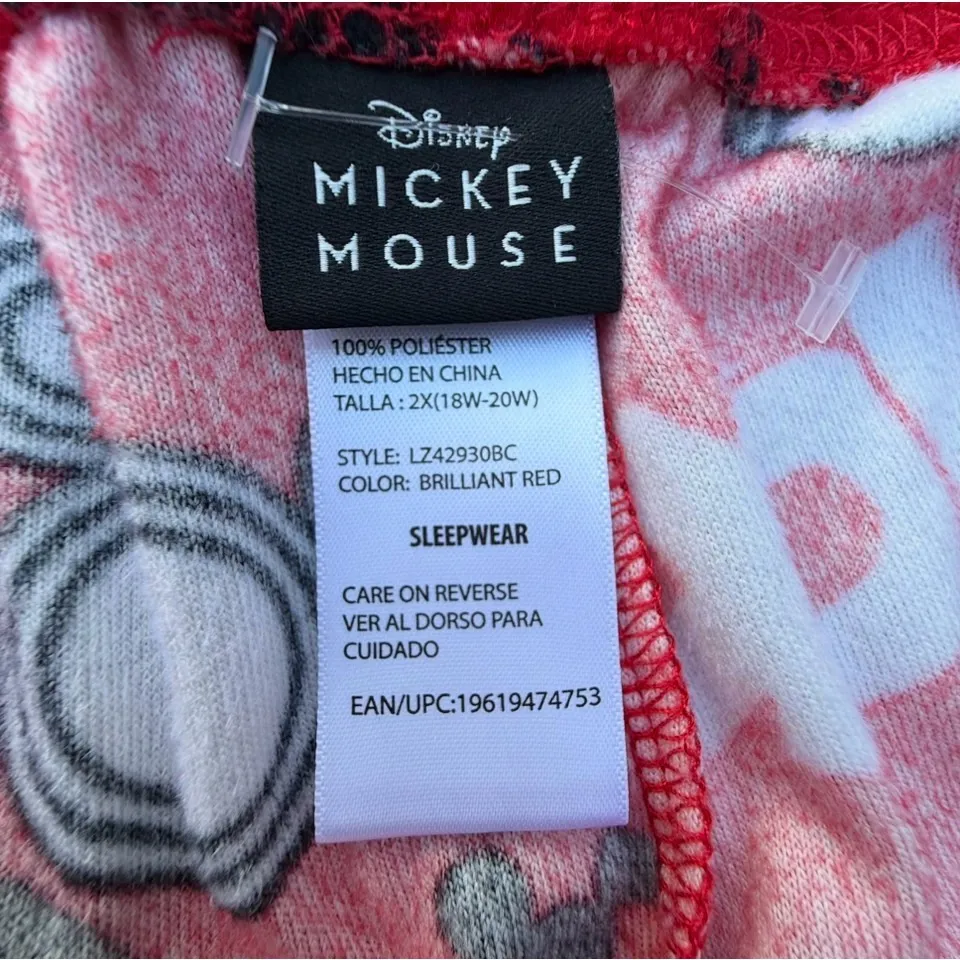 Disney
MICKEY
MOUSE
100% POLIÉSTER
HECHO EN CHINA
TALLA : 2X(18W-20W)
STYLE: LZ42930BC
COLOR: BRILLIANT RED
SLEEPWEAR
CARE ON REVERSE
VER AL DORSO PARA
CUIDADO
EAN/UPC:19619474753